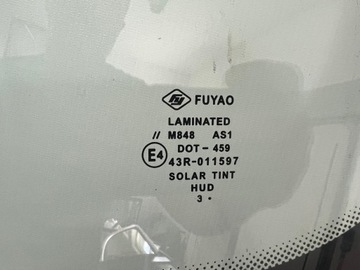 FUYAO
LAMINATED
// M848 AS1
DOT-459
E4 43R-011597
SOLAR TINT
HUD
3 •